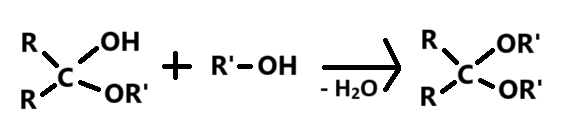 R OH
C
R OR'
+ R'-OH
- H₂O
R OR'
C
R OR'